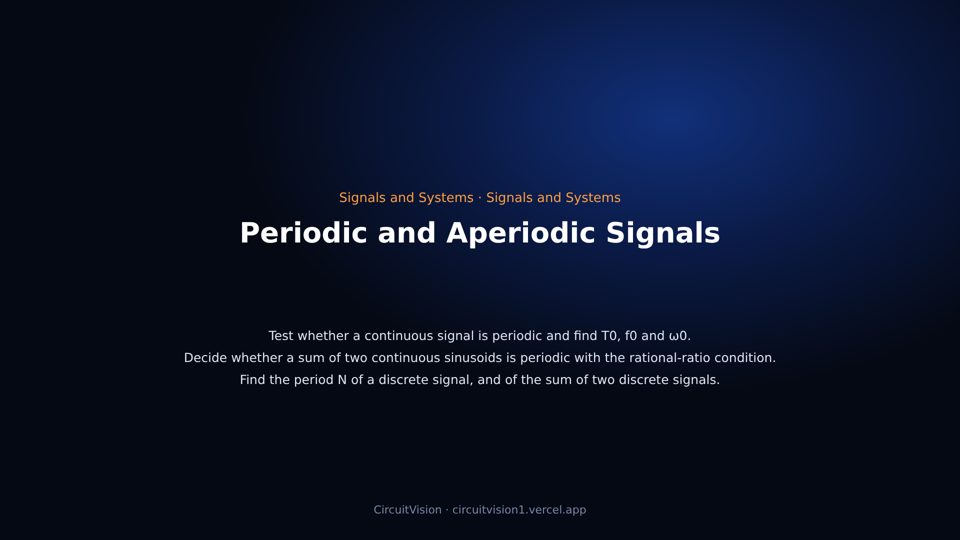 Signals and Systems · Signals and Systems
Periodic and Aperiodic Signals
Test whether a continuous signal is periodic and find T0, f0 and ω0.
Decide whether a sum of two continuous sinusoids is periodic with the rational-ratio condition.
Find the period N of a discrete signal, and of the sum of two discrete signals.
CircuitVision · circuitvision1.vercel.app